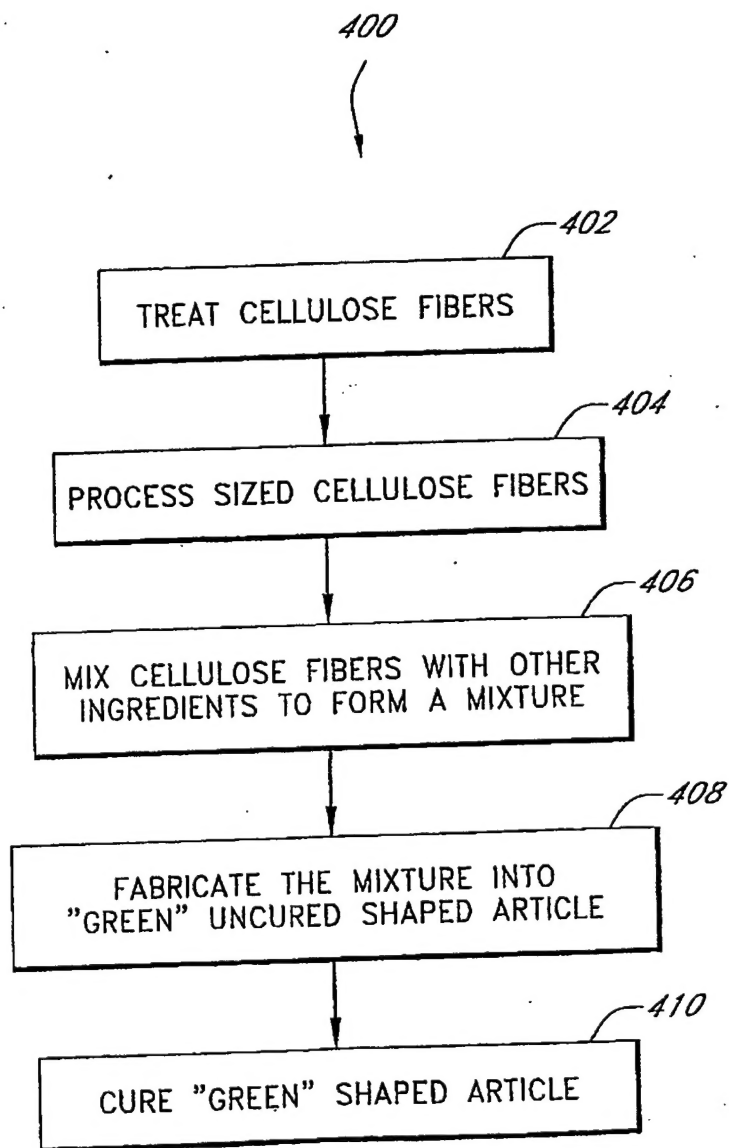 400
402
TREAT CELLULOSE FIBERS
404
PROCESS SIZED CELLULOSE FIBERS
406
MIX CELLULOSE FIBERS WITH OTHER
INGREDIENTS TO FORM A MIXTURE
408
FABRICATE THE MIXTURE INTO
"GREEN" UNCURED SHAPED ARTICLE
410
CURE "GREEN" SHAPED ARTICLE